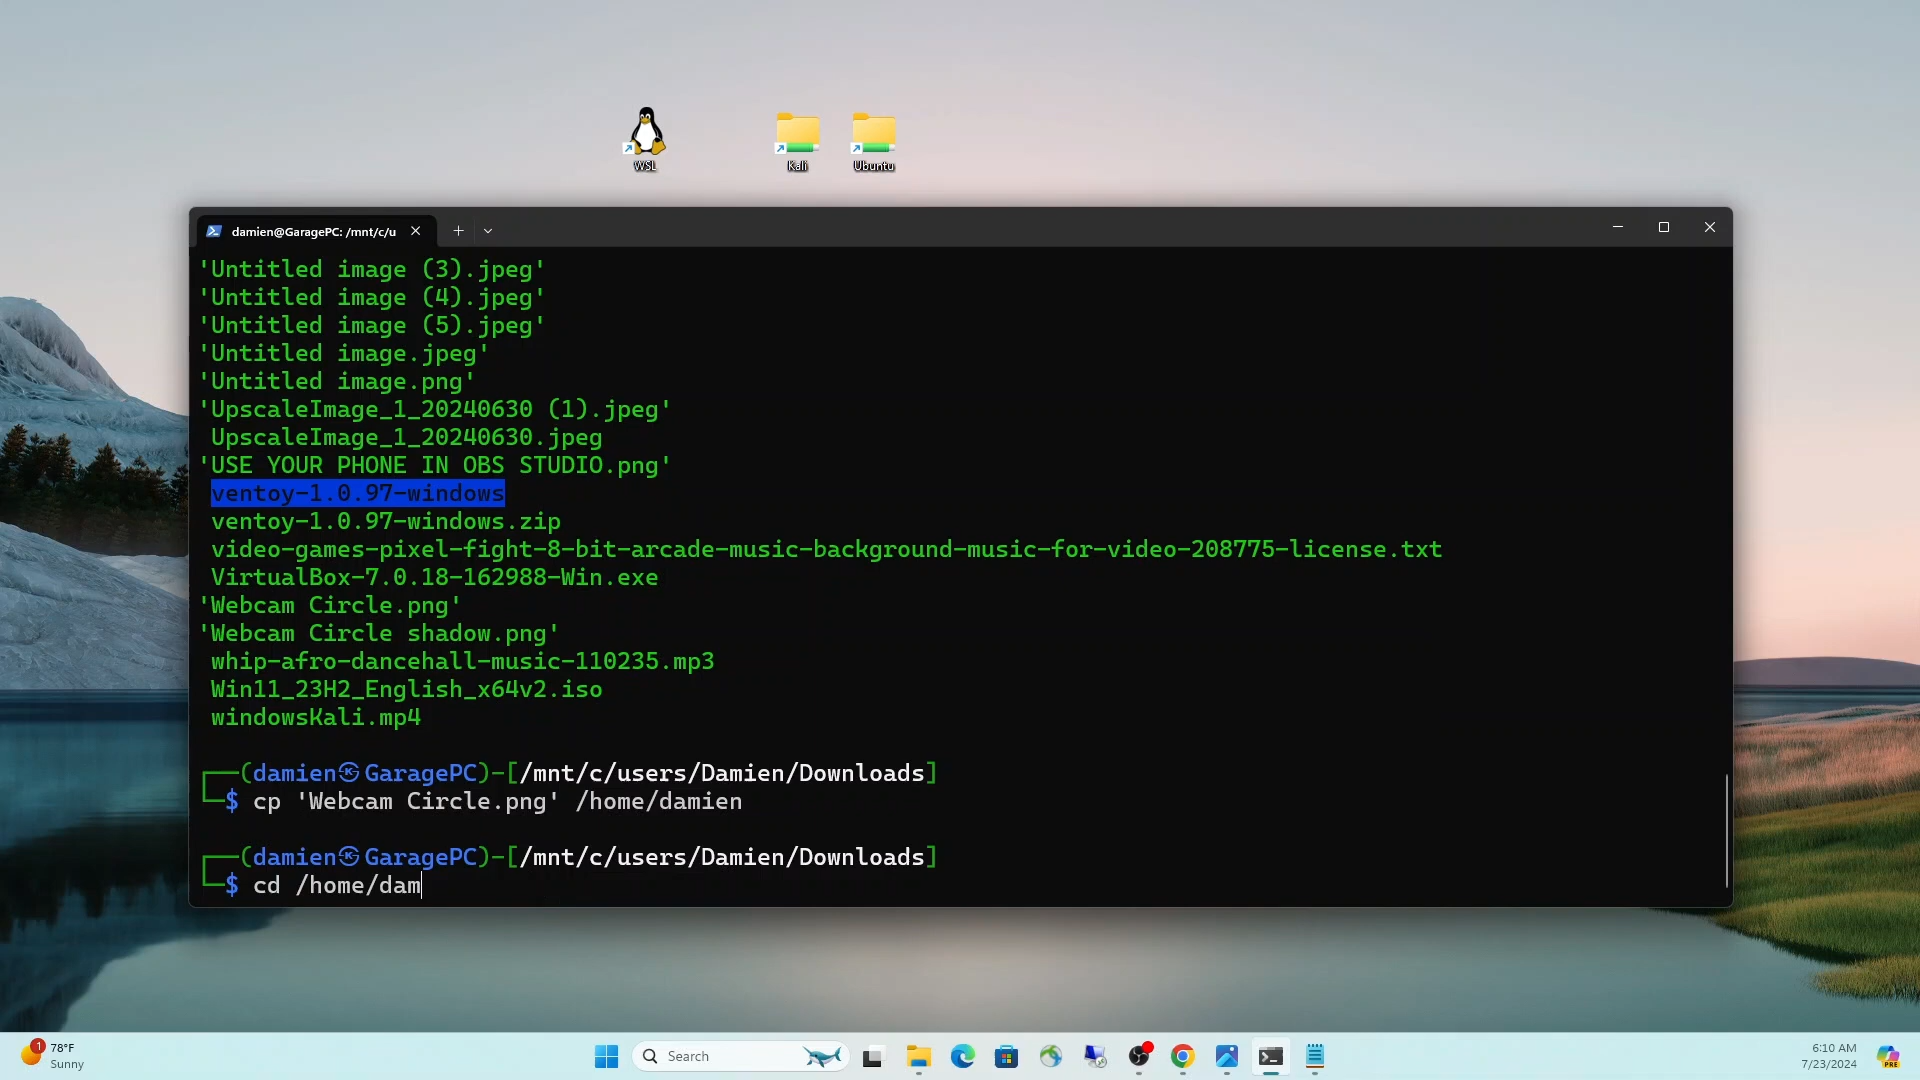 WSL
Kali
Ubuntu
damien@GaragePC: /mnt/c/u
'Untitled image (3).jpeg'
'Untitled image (4).jpeg'
'Untitled image (5).jpeg'
'Untitled image.jpeg'
'Untitled image.png'
'UpscaleImage_1_20240630 (1).jpeg'
UpscaleImage_1_20240630.jpeg
'USE YOUR PHONE IN OBS STUDIO.png'
ventoy-1.0.97-windows
ventoy-1.0.97-windows.zip
video-games-pixel-fight-8-bit-arcade-music-background-music-for-video-208775-license.txt
VirtualBox-7.0.18-162988-Win.exe
'Webcam Circle.png'
'Webcam Circle shadow.png'
whip-afro-dancehall-music-110235.mp3
Win11_23H2_English_x64v2.iso
windowsKali.mp4
┌──(damien㉿GaragePC)-[/mnt/c/users/Damien/Downloads]
└─$ cp 'Webcam Circle.png' /home/damien
┌──(damien㉿GaragePC)-[/mnt/c/users/Damien/Downloads]
└─$ cd /home/dam
1
78°F
Sunny
Search
6:10 AM
7/23/2024
PRE